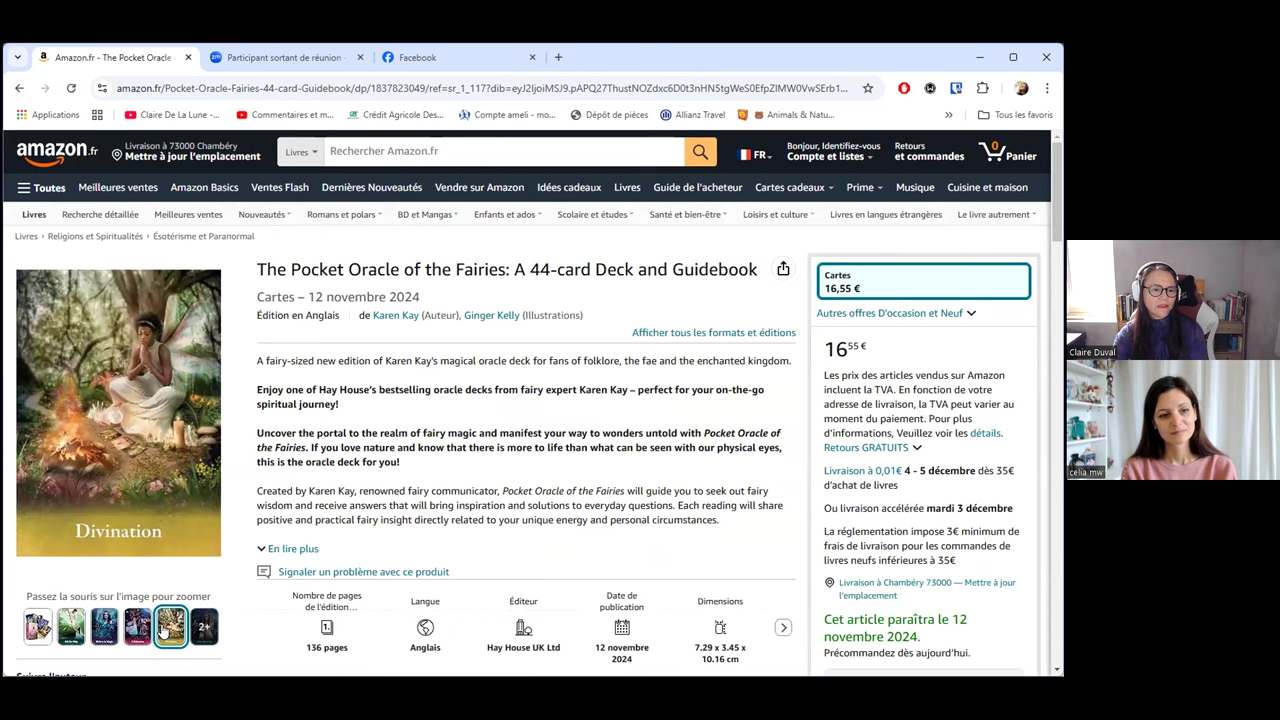 Amazon.fr - The Pocket Oracle
Participant sortant de réunion
Facebook
amazon.fr/Pocket-Oracle-Fairies-44-card-Guidebook/dp/1837823049/ref=sr_1_117?
Applications
Claire De La Lune -...
Commentaires et m...
Crédit Agricole Des...
Compte ameli - mo...
Dépôt de pièces
Allianz Travel
Animals & Natu...
»
Tous les favoris
amazon.fr
Livraison à 73000 Chambéry
Mettre à jour l'emplacement
Livres
Rechercher Amazon.fr
FR
Bonjour, Identifiez-vous
Compte et listes
Retours
et commandes
0
Panier
Toutes
Meilleures ventes
Amazon Basics
Ventes Flash
Dernières Nouveautés
Vendre sur Amazon
Idées cadeaux
Livres
Guide de l'acheteur
Cartes cadeaux
Prime
Musique
Cuisine et maison
Livres
Recherche détaillée
Meilleures ventes
Nouveautés
Romans et polars
BD et Mangas
Enfants et ados
Scolaire et études
Santé et bien-être
Loisirs et culture
Livres en langues étrangères
Le livre autrement
Livres › Religions et Spiritualités › Ésotérisme et Paranormal
Divination
Passez la souris sur l'image pour zoomer
2+
The Pocket Oracle of the Fairies: A 44-card Deck and Guidebook
Cartes – 12 novembre 2024
Édition en Anglais
de Karen Kay (Auteur), Ginger Kelly (Illustrations)
Afficher tous les formats et éditions
A fairy-sized new edition of Karen Kay's magical oracle deck for fans of folklore, the fae and the enchanted kingdom.
Enjoy one of Hay House's bestselling oracle decks from fairy expert Karen Kay – perfect for your on-the-go
spiritual journey!
Uncover the portal to the realm of fairy magic and manifest your way to wonders untold with Pocket Oracle of
the Fairies. If you love nature and know that there is more to life than what can be seen with our physical eyes,
this is the oracle deck for you!
Created by Karen Kay, renowned fairy communicator, Pocket Oracle of the Fairies will guide you to seek out fairy
wisdom and receive answers that will bring inspiration and solutions to everyday questions. Each reading will share
positive and practical fairy insight directly related to your unique energy and personal circumstances.
En lire plus
Signaler un problème avec ce produit
Nombre de pages
de l'édition...
136 pages
Langue
Anglais
Éditeur
Hay House UK Ltd
Date de
publication
12 novembre
2024
Dimensions
7.29 x 3.45 x
10.16 cm
Cartes
16,55 €
Autres offres D'occasion et Neuf
16 55 €
Les prix des articles vendus sur Amazon
incluent la TVA. En fonction de votre
adresse de livraison, la TVA peut varier au
moment du paiement. Pour plus
d'informations, Veuillez voir les détails.
Retours GRATUITS
Livraison à 0,01€ 4 - 5 décembre dès 35€
d'achat de livres
Ou livraison accélérée mardi 3 décembre
La réglementation impose 3€ minimum de
frais de livraison pour les commandes de
livres neufs inférieures à 35€
Livraison à Chambéry 73000 — Mettre à jour
l'emplacement
Cet article paraîtra le 12
novembre 2024.
Précommandez dès aujourd'hui.
Claire Duval
celia mw